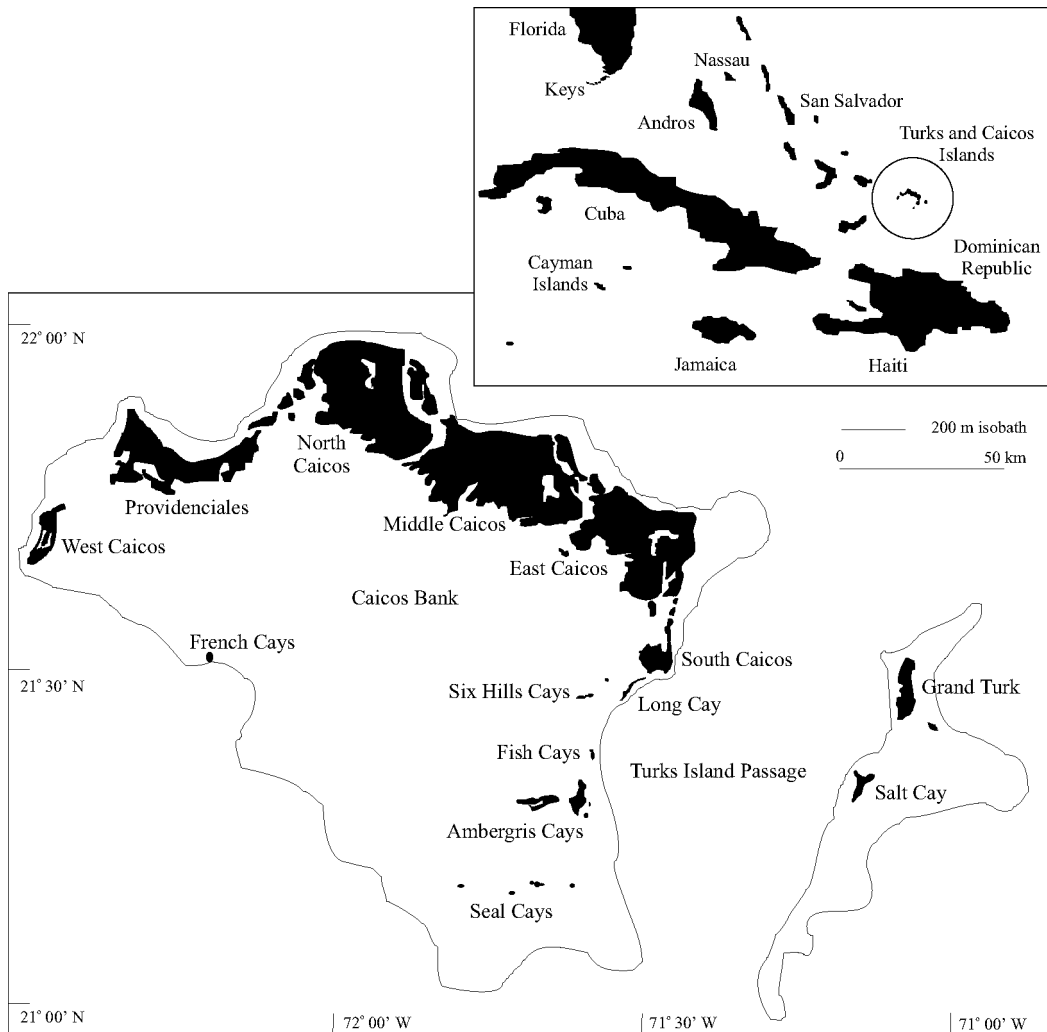 Florida
Keys
Nassau
Andros
San Salvador
Turks and Caicos
Islands
Cuba
Cayman
Islands
Dominican
Republic
Jamaica
Haiti
22° 00' N
200 m isobath
0
50 km
North
Caicos
Providenciales
West Caicos
Middle Caicos
East Caicos
Caicos Bank
French Cays
South Caicos
21° 30' N
Six Hills Cays
Long Cay
Grand Turk
Fish Cays
Turks Island Passage
Salt Cay
Ambergris Cays
Seal Cays
21° 00' N
72° 00' W
71° 30' W
71° 00' W